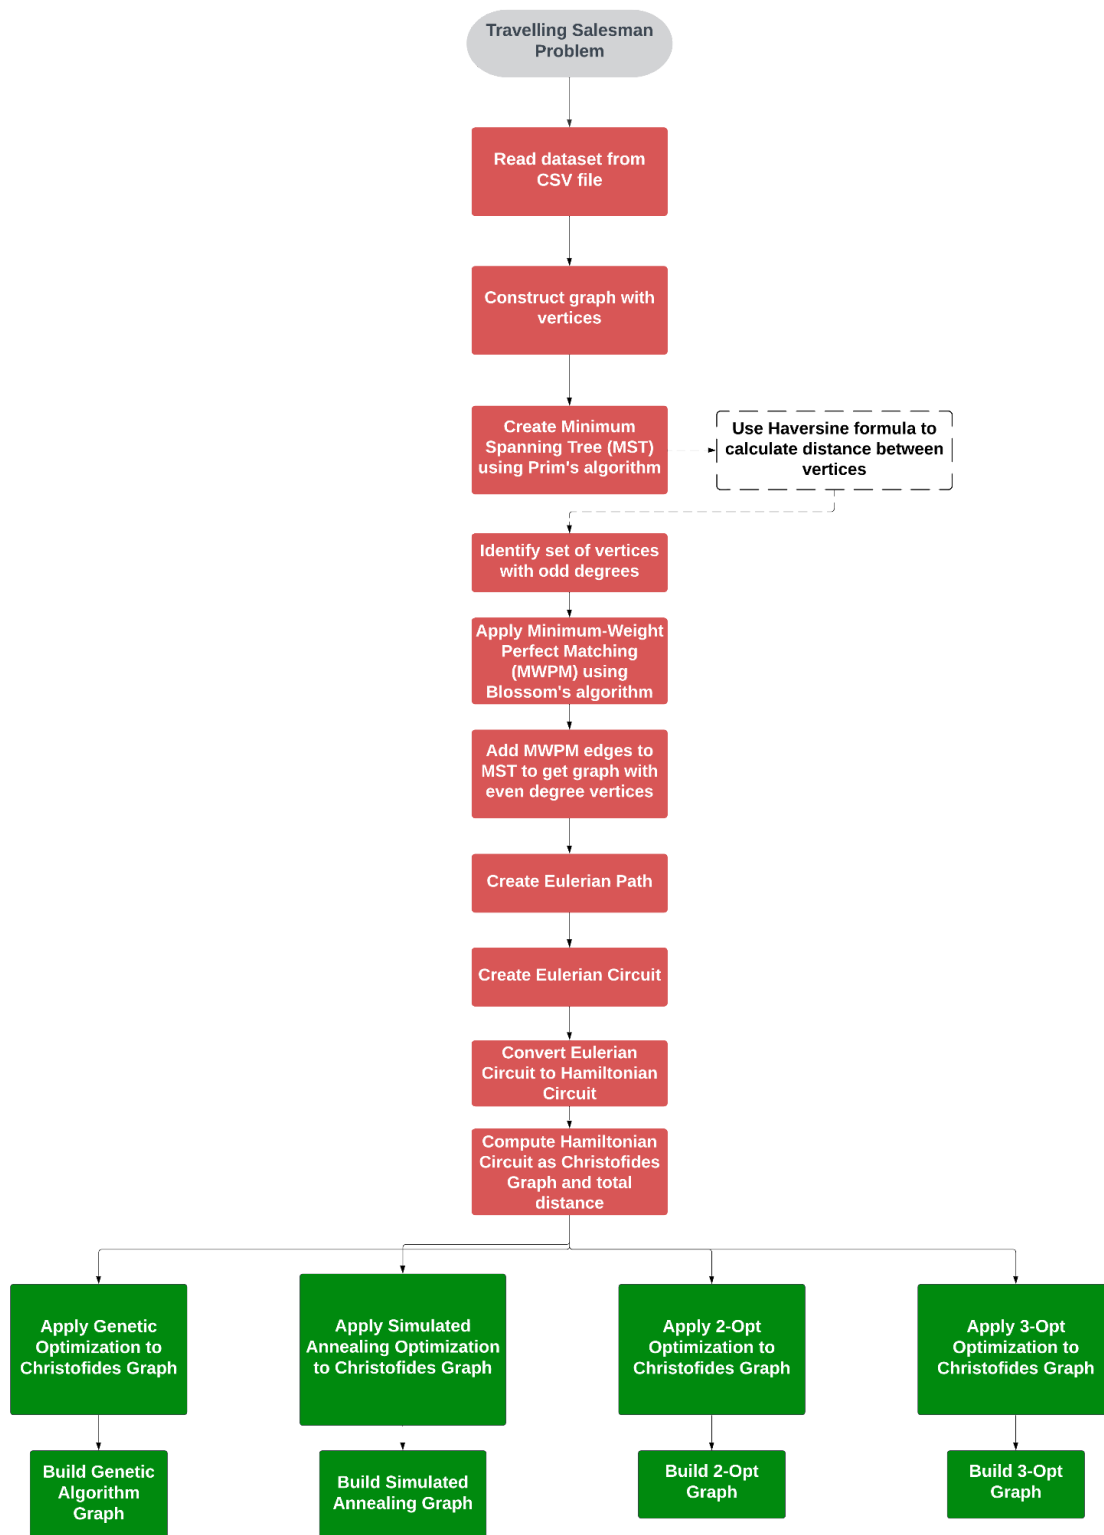 Travelling Salesman
Problem
Read dataset from
CSV file
Construct graph with
vertices
Create Minimum
Spanning Tree (MST)
using Prim's algorithm
Use Haversine formula to
calculate distance between
vertices
Identify set of vertices
with odd degrees
Apply Minimum-Weight
Perfect Matching
(MWPM) using
Blossom's algorithm
Add MWPM edges to
MST to get graph with
even degree vertices
Create Eulerian Path
Create Eulerian Circuit
Convert Eulerian
Circuit to Hamiltonian
Circuit
Compute Hamiltonian
Circuit as Christofides
Graph and total
distance
Apply Genetic
Optimization to
Christofides Graph
Apply Simulated
Annealing Optimization
to Christofides Graph
Apply 2-Opt
Optimization to
Christofides Graph
Apply 3-Opt
Optimization to
Christofides Graph
Build Genetic
Algorithm
Graph
Build Simulated
Annealing Graph
Build 2-Opt
Graph
Build 3-Opt
Graph